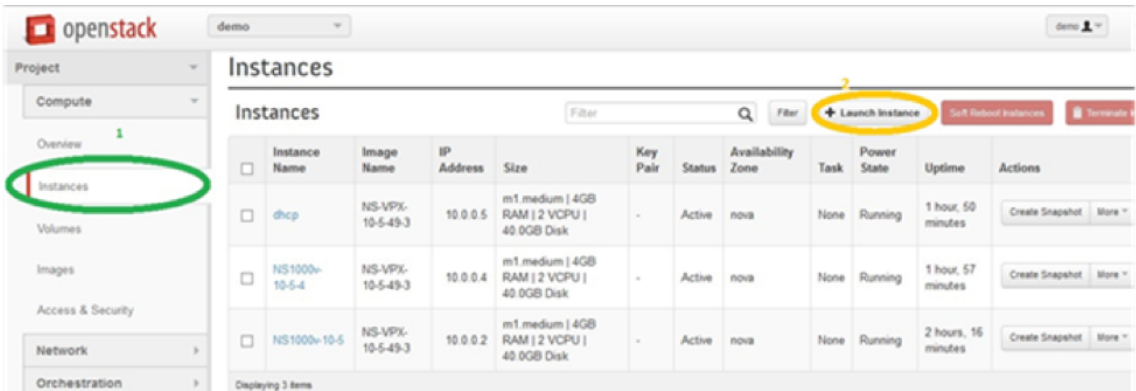 openstack
demo
demo
Project
Compute
Overview
1
Instances
Volumes
Images
Access & Security
Network
Orchestration
Instances
2
Instances
Filter
Filter
+ Launch Instance
Soft Reboot Instances
Terminate
Instance Name
Image Name
IP Address
Size
Key Pair
Status
Availability Zone
Task
Power State
Uptime
Actions
dhcp
NS-VPX-
10-5-49-3
10.0.0.5
m1.medium | 4GB
RAM | 2 VCPU |
40.0GB Disk
-
Active
nova
None
Running
1 hour, 50
minutes
Create Snapshot
More
NS1000v-
10-5-4
NS-VPX-
10-5-49-3
10.0.0.4
m1.medium | 4GB
RAM | 2 VCPU |
40.0GB Disk
-
Active
nova
None
Running
1 hour, 57
minutes
Create Snapshot
More
NS1000v-10-5
NS-VPX-
10-5-49-3
10.0.0.2
m1.medium | 4GB
RAM | 2 VCPU |
40.0GB Disk
-
Active
nova
None
Running
2 hours, 16
minutes
Create Snapshot
More
Displaying 3 items